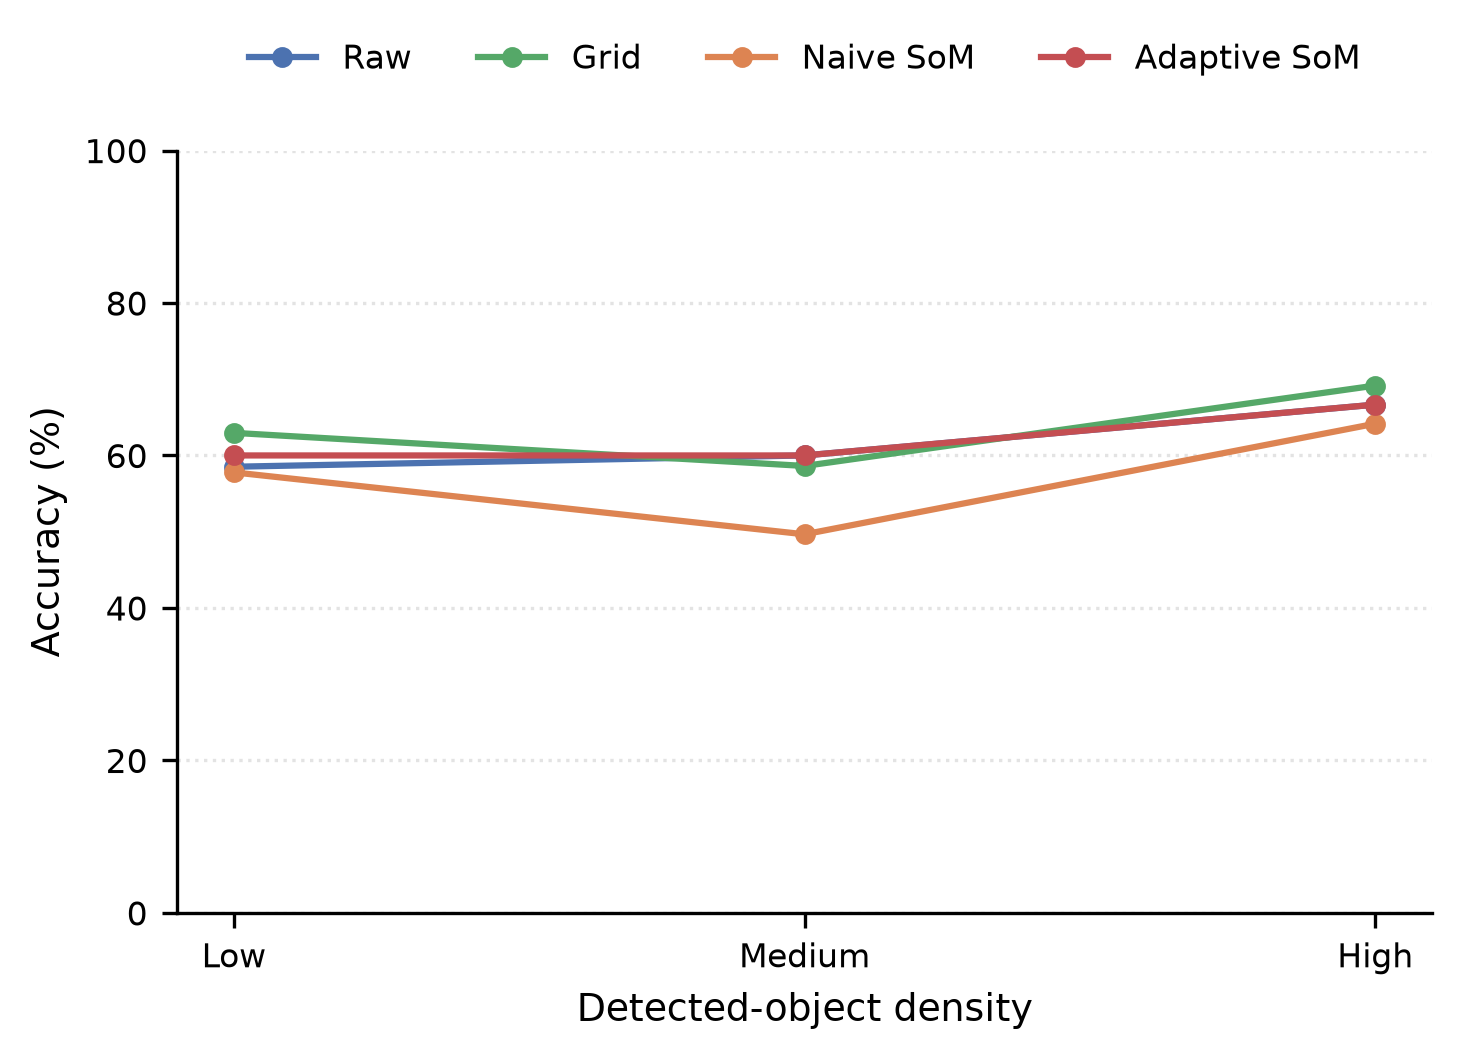 Raw Grid Naive SoM Adaptive SoM
100
80
60
40
20
0
Accuracy (%)
Low Medium High
Detected-object density